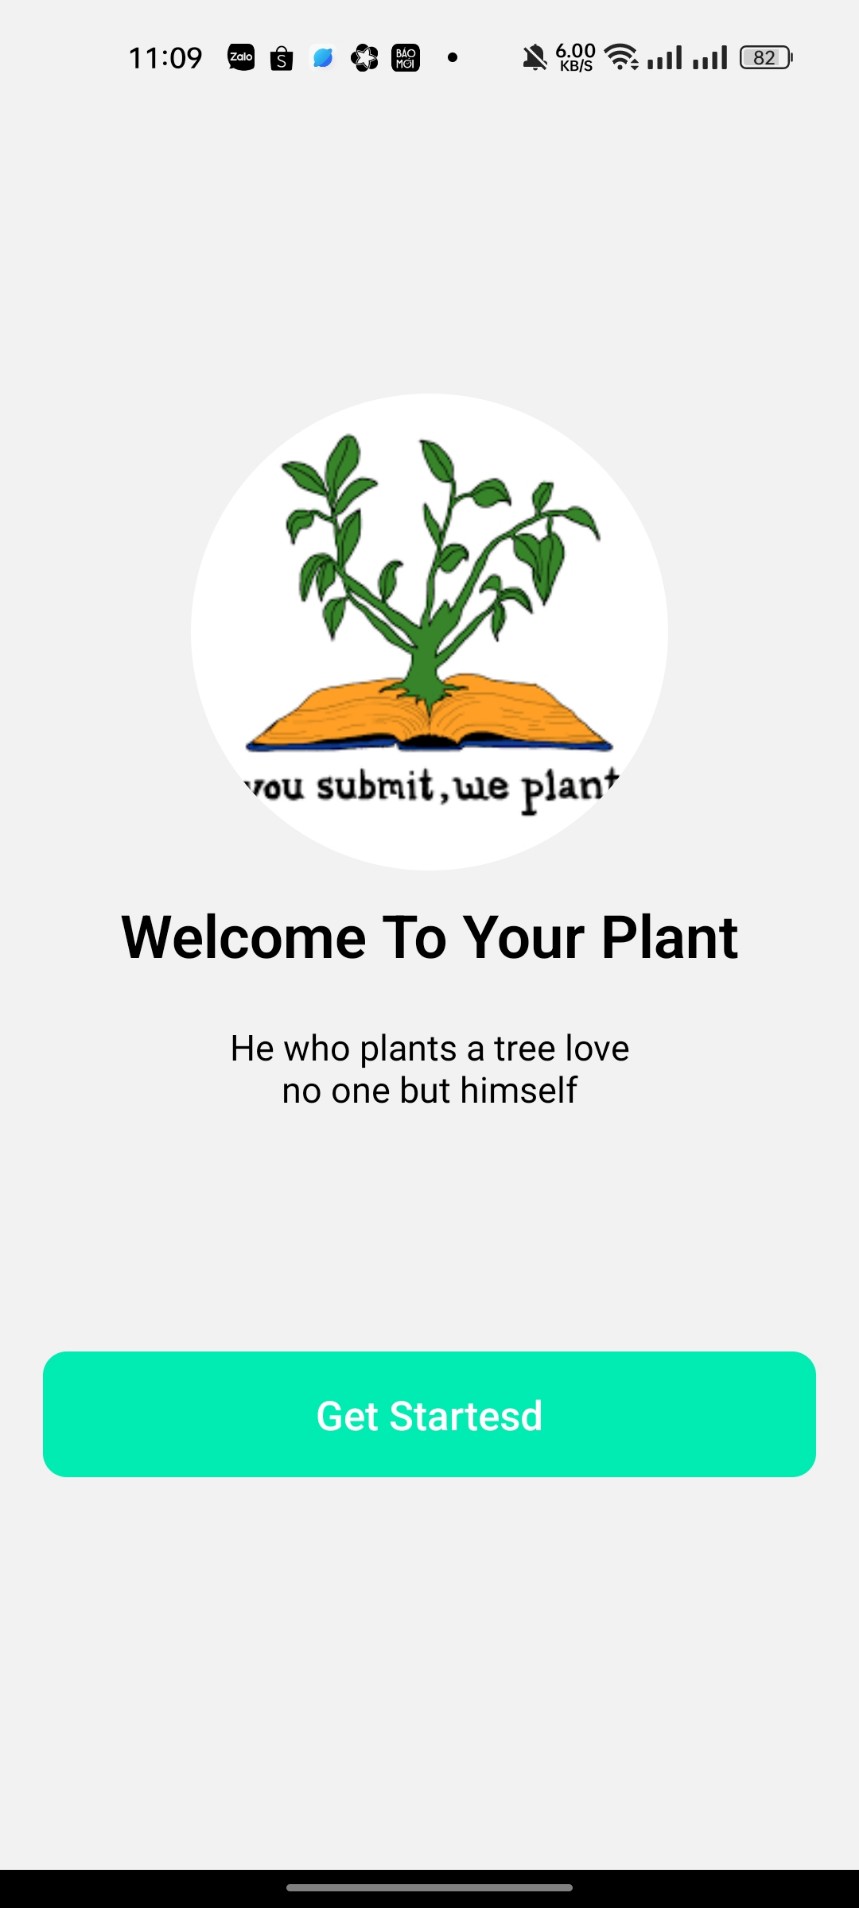 11:09 Zalo S BÁO MỚI 6.00 KB/S 82
you submit, we plant
Welcome To Your Plant
He who plants a tree love
no one but himself
Get Startesd